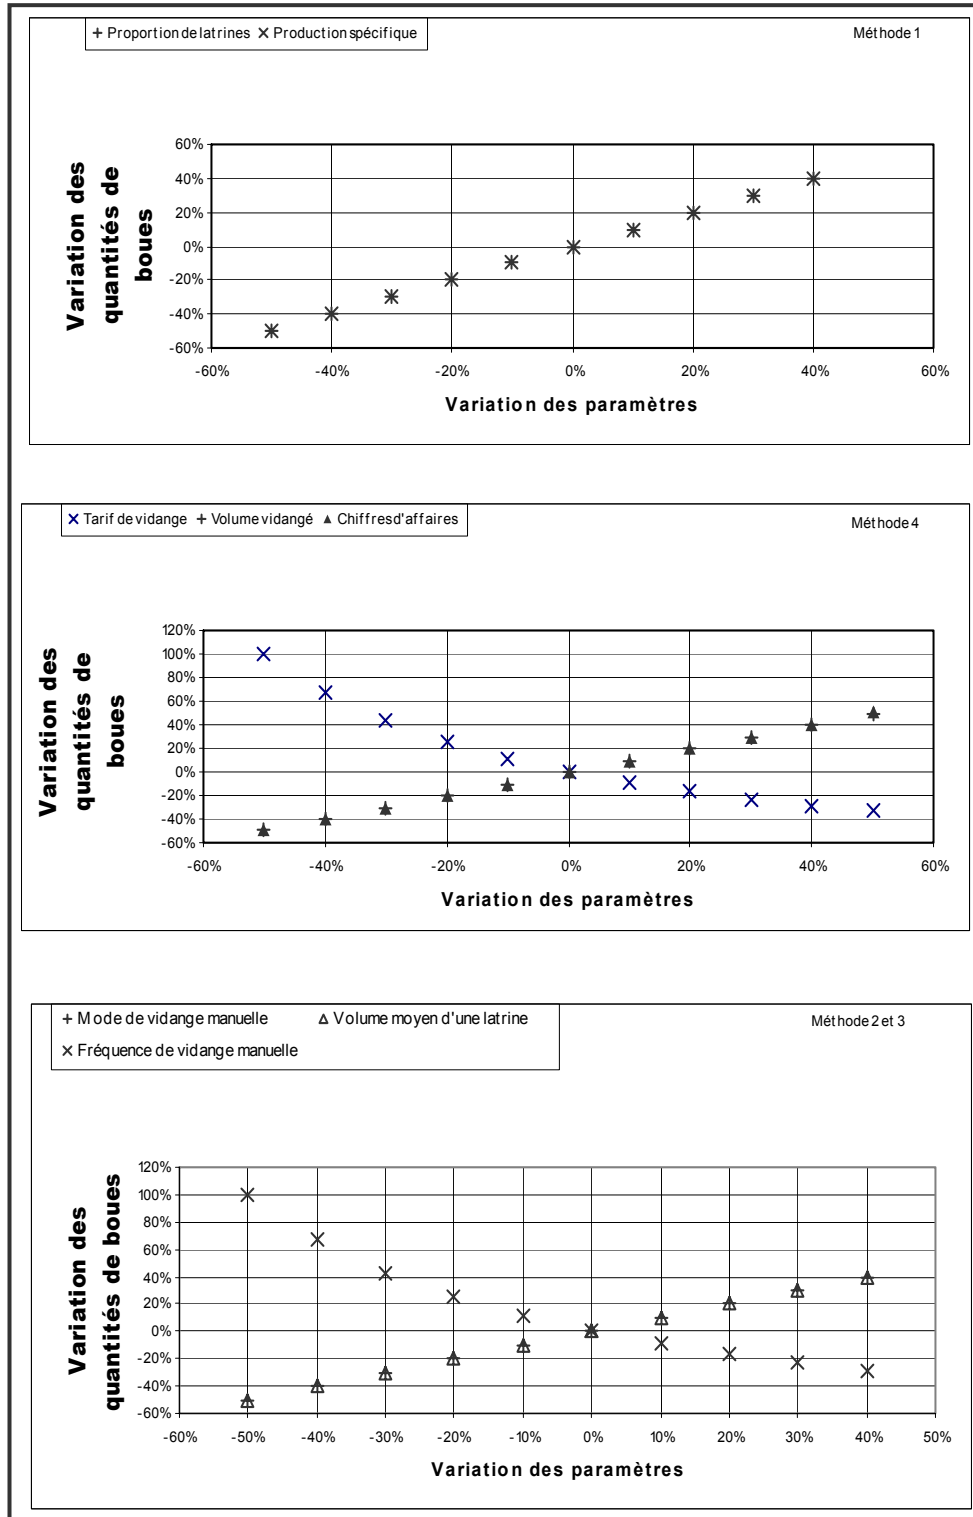 + Proportion de latrines × Production spécifique
Méthode 1
60%
40%
20%
0%
-20%
-40%
-60%
-60% -40% -20% 0% 20% 40% 60%
Variation des
quantités de
boues
Variation des paramètres
× Tarif de vidange + Volume vidangé ▲ Chiffres d'affaires
Méthode 4
120%
100%
80%
60%
40%
20%
0%
-20%
-40%
-60%
-60% -40% -20% 0% 20% 40% 60%
Variation des
quantités de
boues
Variation des paramètres
+ Mode de vidange manuelle Δ Volume moyen d'une latrine
× Fréquence de vidange manuelle
Méthode 2 et 3
120%
100%
80%
60%
40%
20%
0%
-20%
-40%
-60%
-60% -50% -40% -30% -20% -10% 0% 10% 20% 30% 40% 50%
Variation des
quantités de boues
Variation des paramètres